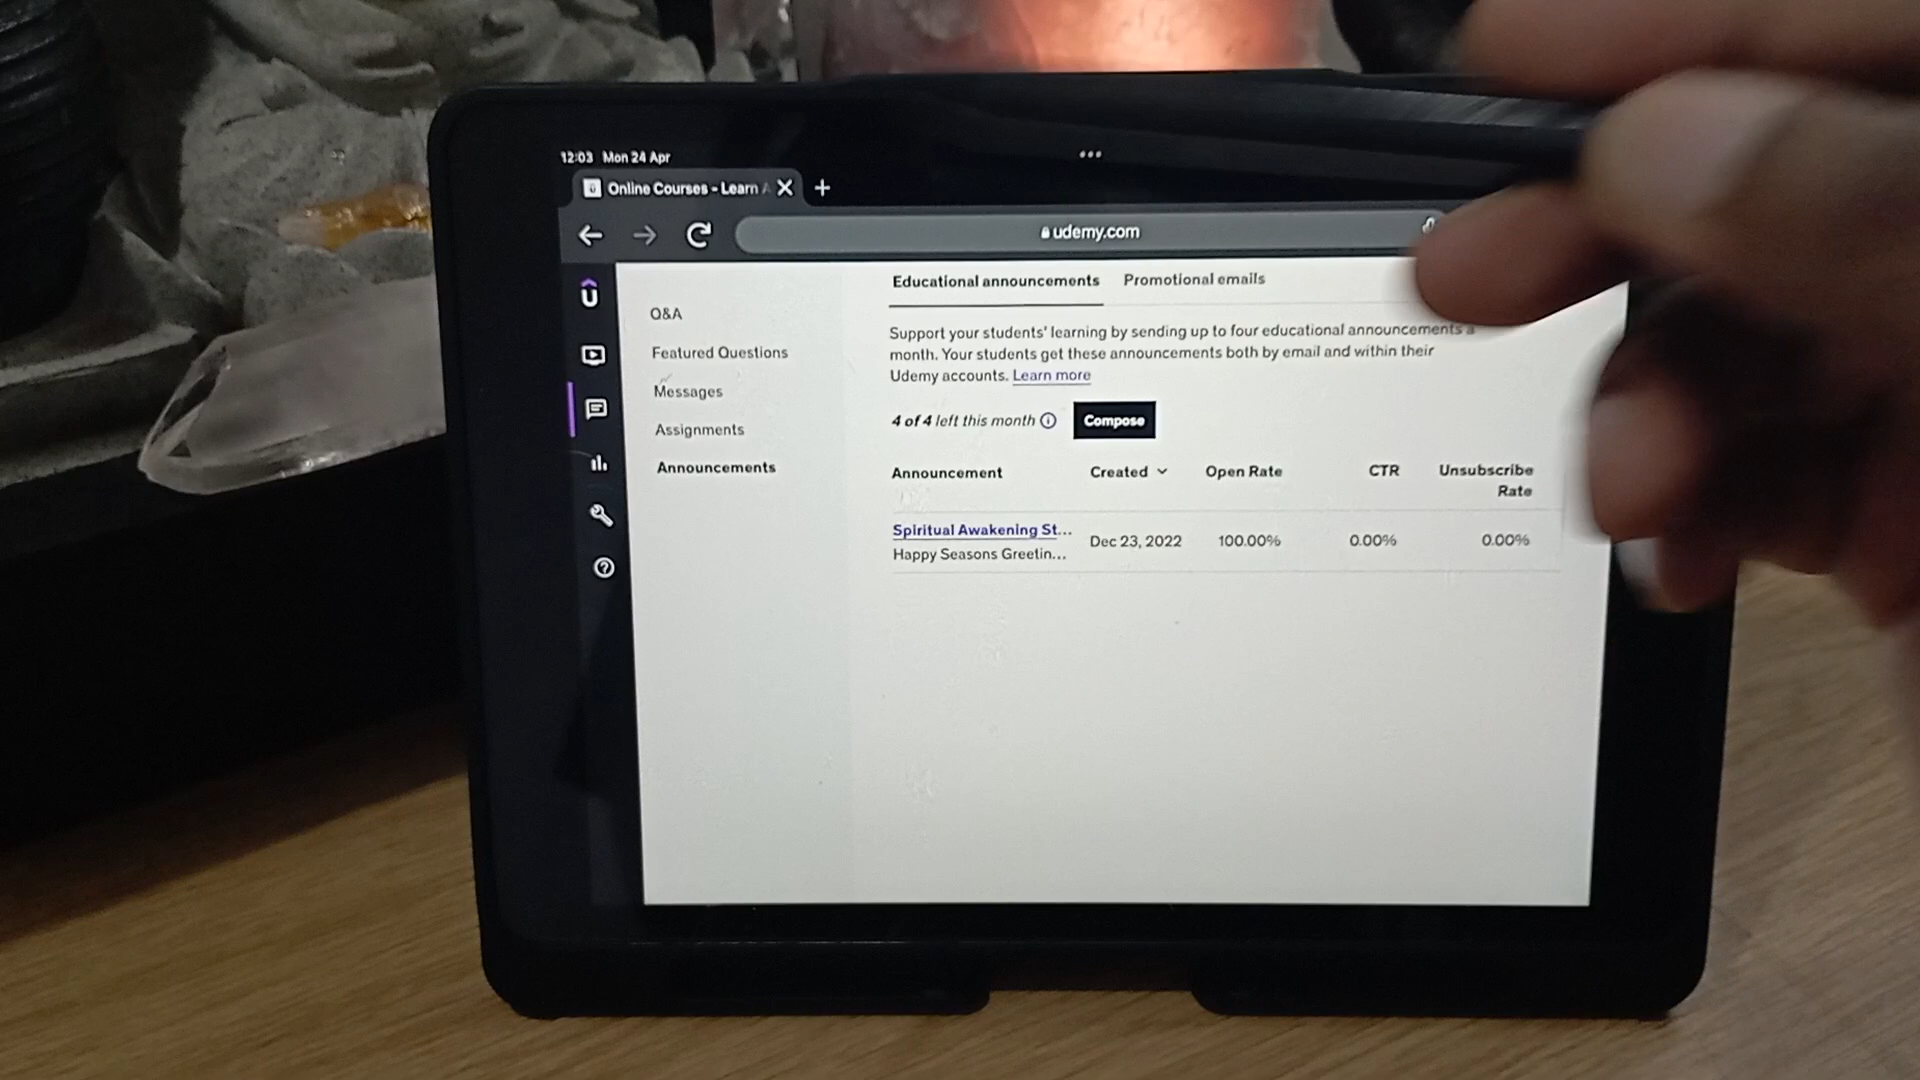 12:03 Mon 24 Apr
Online Courses - Learn A
udemy.com
Educational announcements Promotional emails
Q&A
Featured Questions
Messages
Assignments
Announcements
Support your students' learning by sending up to four educational announcements a
month. Your students get these announcements both by email and within their
Udemy accounts. Learn more
4 of 4 left this month Compose
Announcement Created Open Rate CTR Unsubscribe
Rate
Spiritual Awakening St... Dec 23, 2022 100.00% 0.00% 0.00%
Happy Seasons Greetin...